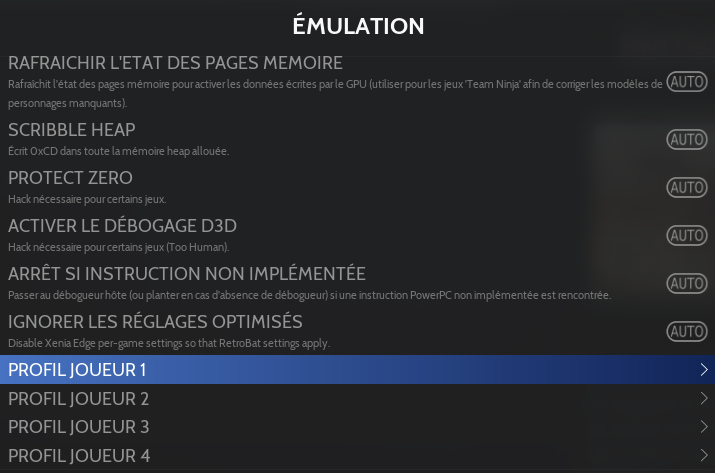 ÉMULATION
RAFRAICHIR L'ETAT DES PAGES MEMOIRE
Rafraîchit l'état des pages mémoire pour activer les données écrites par le GPU (utiliser pour les jeux 'Team Ninja' afin de corriger les modèles de
personnages manquants).
AUTO
SCRIBBLE HEAP
Écrit 0xCD dans toute la mémoire heap allouée.
AUTO
PROTECT ZERO
Hack nécessaire pour certains jeux.
AUTO
ACTIVER LE DÉBOGAGE D3D
Hack nécessaire pour certains jeux (Too Human).
AUTO
ARRÊT SI INSTRUCTION NON IMPLÉMENTÉE
Passer au débogueur hôte (ou planter en cas d'absence de débogueur) si une instruction PowerPC non implémentée est rencontrée.
AUTO
IGNORER LES RÉGLAGES OPTIMISÉS
Disable Xenia Edge per-game settings so that RetroBat settings apply.
AUTO
PROFIL JOUEUR 1
PROFIL JOUEUR 2
PROFIL JOUEUR 3
PROFIL JOUEUR 4